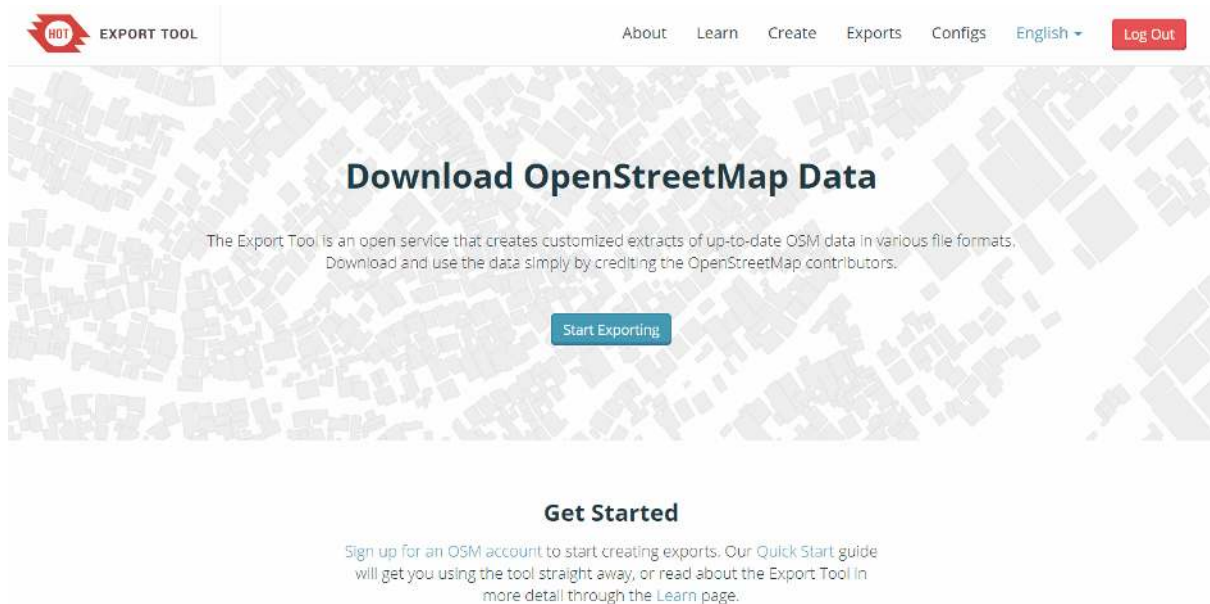 HOT EXPORT TOOL
About Learn Create Exports Configs English Log Out
Download OpenStreetMap Data
The Export Tool is an open service that creates customized extracts of up-to-date OSM data in various file formats.
Download and use the data simply by crediting the OpenStreetMap contributors.
Start Exporting
Get Started
Sign up for an OSM account to start creating exports. Our Quick Start guide
will get you using the tool straight away, or read about the Export Tool in
more detail through the Learn page.